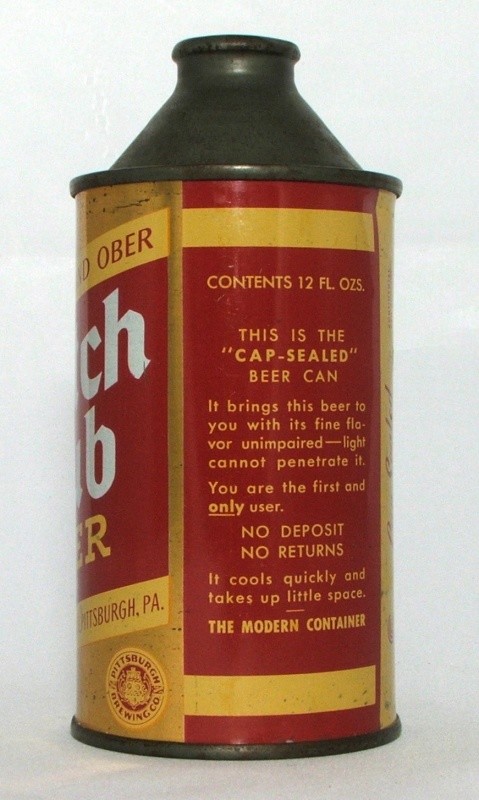 ND OBER
ch
ub
ER
PITTSBURGH, PA.
PITTSBURGH
BREWING CO.
CONTENTS 12 FL. OZS.
THIS IS THE
"CAP-SEALED"
BEER CAN
It brings this beer to
you with its fine fla-
vor unimpaired—light
cannot penetrate it.
You are the first and
only user.
NO DEPOSIT
NO RETURNS
It cools quickly and
takes up little space.
THE MODERN CONTAINER